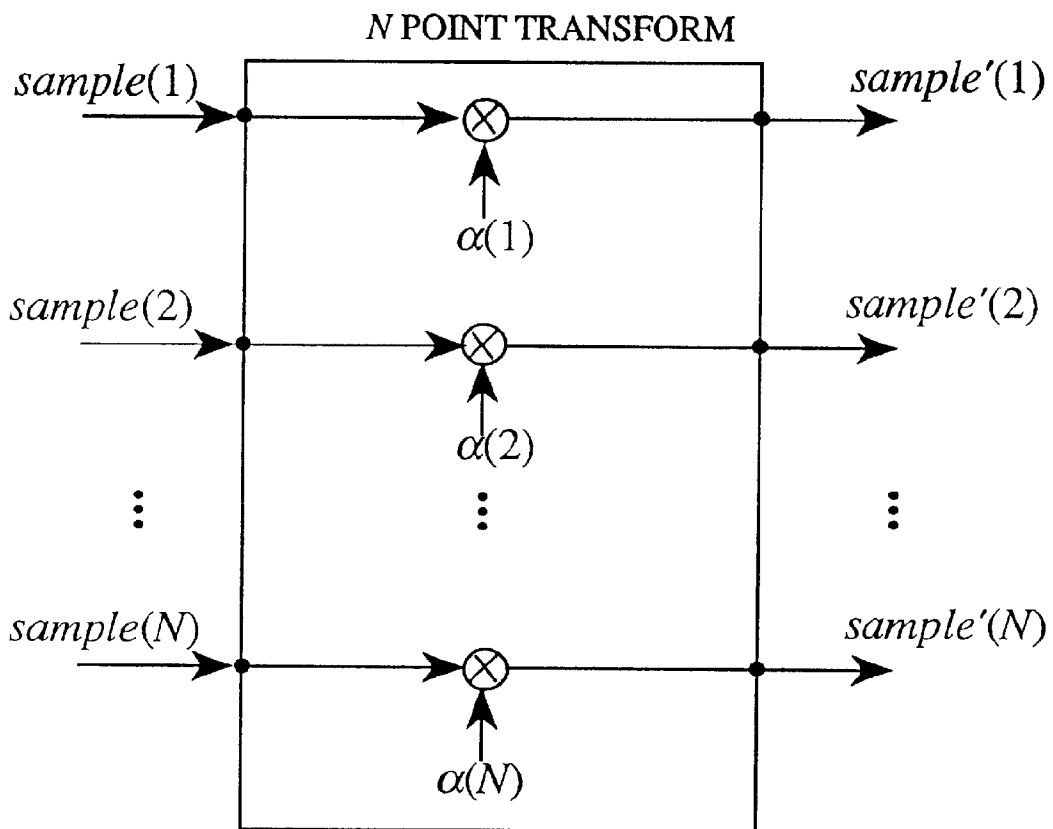 N POINT TRANSFORM
sample(1)
sample'(1)
α(1)
sample(2)
sample'(2)
α(2)
sample(N)
sample'(N)
α(N)